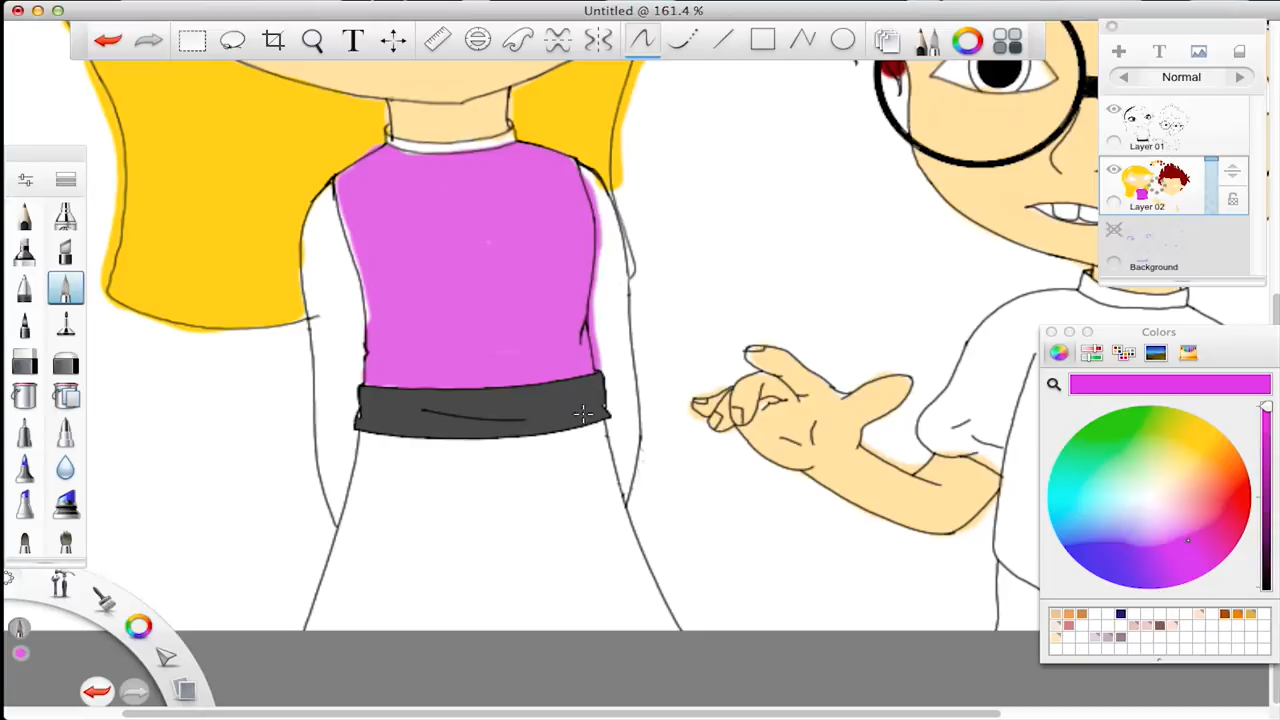 Untitled @ 161.4 %
T
T
Normal
Layer 01
Layer 02
Background
Colors